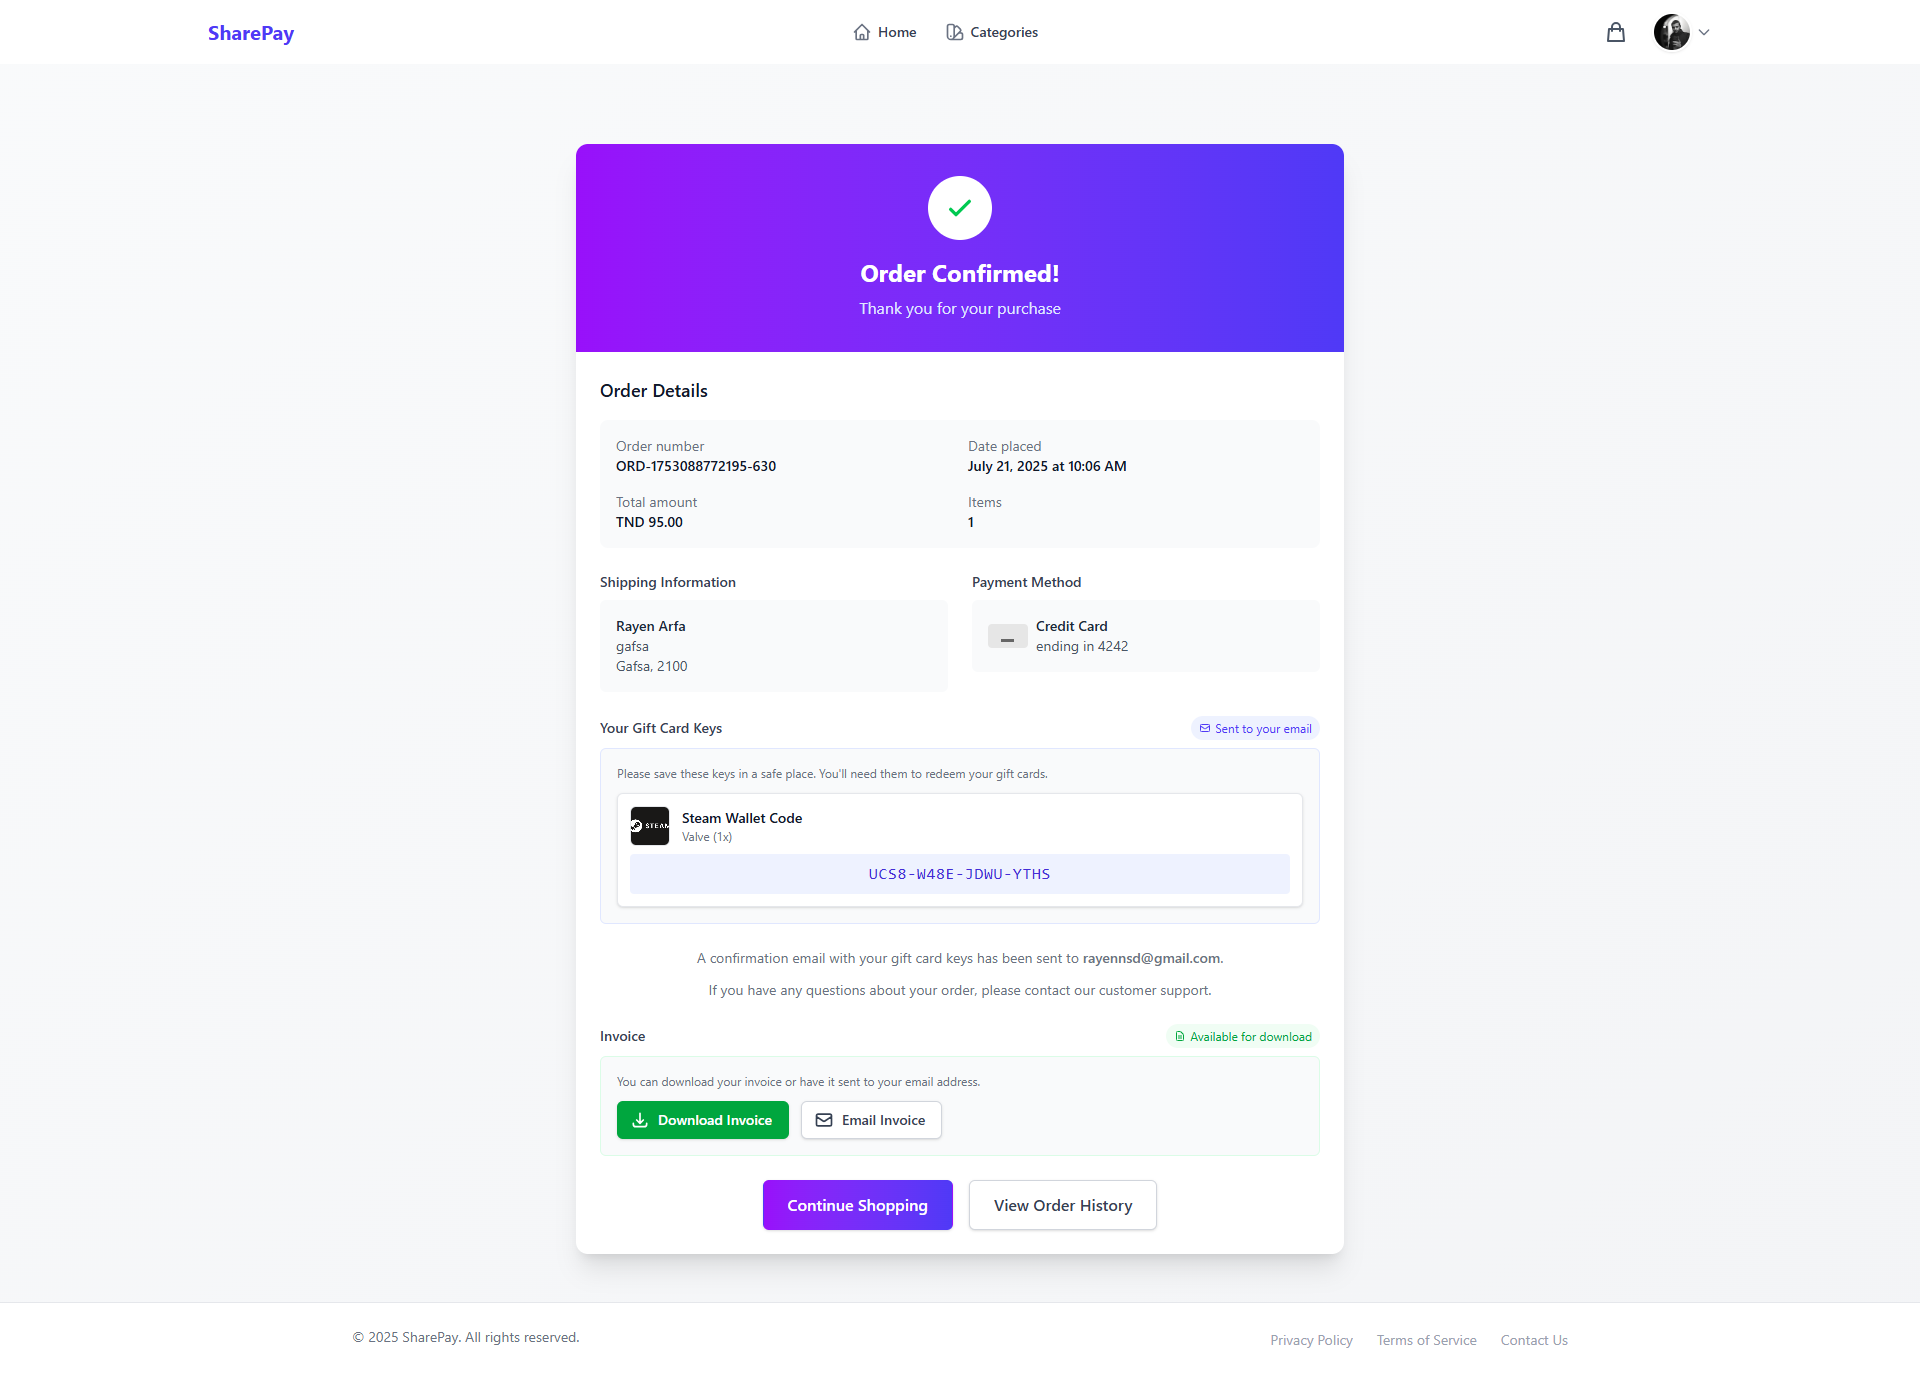 SharePay
Home
Categories
Order Confirmed!
Thank you for your purchase
Order Details
Order number
ORD-1753088772195-630
Date placed
July 21, 2025 at 10:06 AM
Total amount
TND 95.00
Items
1
Shipping Information
Rayen Arfa
gafsa
Gafsa, 2100
Payment Method
Credit Card
ending in 4242
Your Gift Card Keys
Sent to your email
Please save these keys in a safe place. You'll need them to redeem your gift cards.
STEAM
Steam Wallet Code
Valve (1x)
UCS8-W48E-JDWU-YTHS
A confirmation email with your gift card keys has been sent to rayennsd@gmail.com.
If you have any questions about your order, please contact our customer support.
Invoice
Available for download
You can download your invoice or have it sent to your email address.
Download Invoice
Email Invoice
Continue Shopping
View Order History
© 2025 SharePay. All rights reserved.
Privacy Policy
Terms of Service
Contact Us